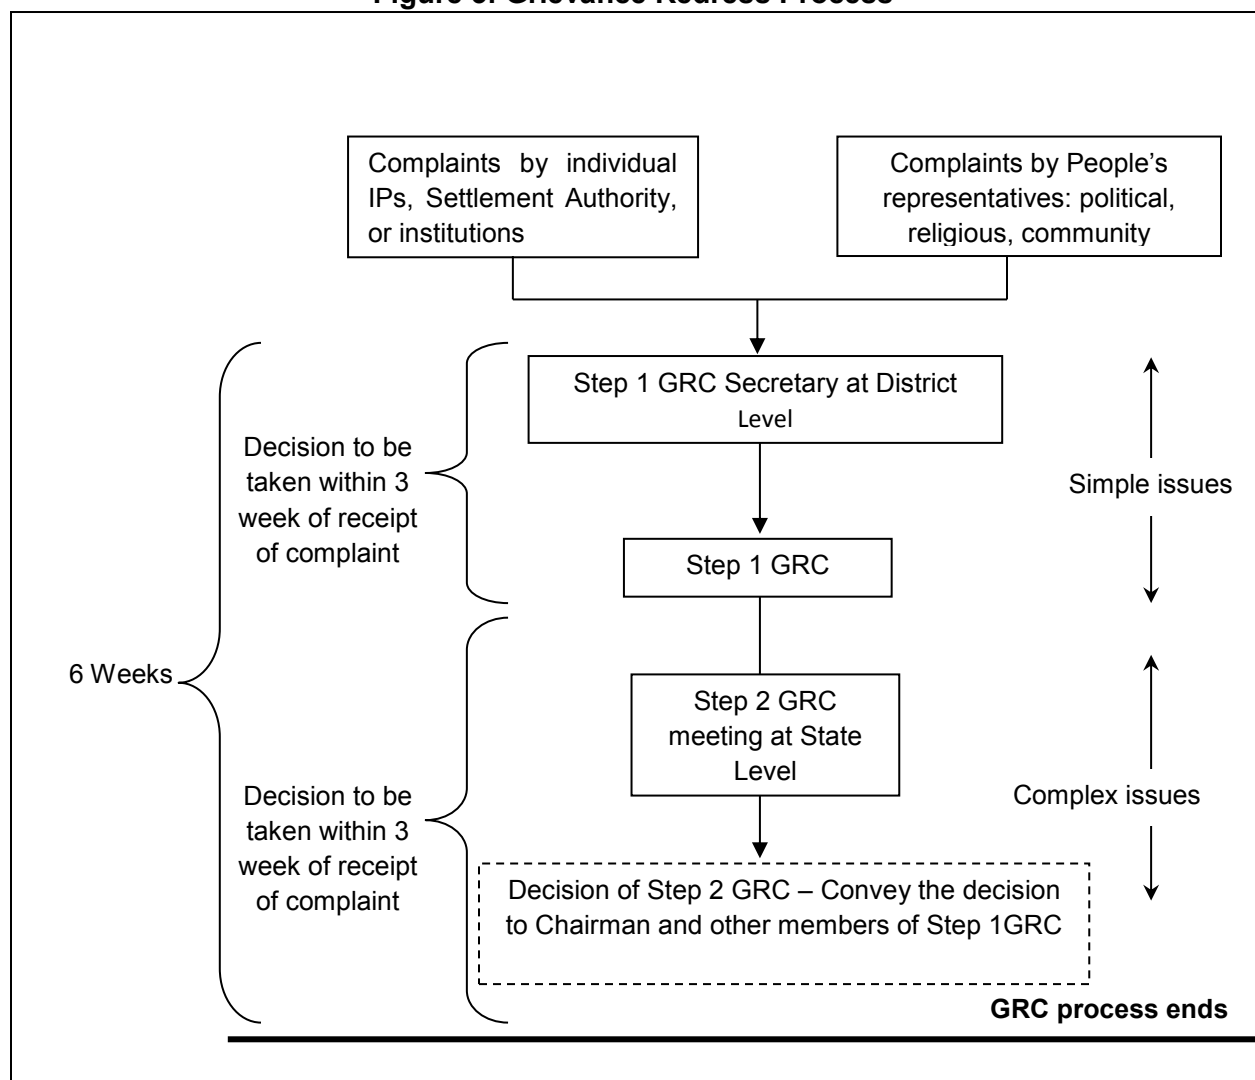 Figure 3: Grievance Redress Process
Complaints by individual
IPs, Settlement Authority,
or institutions
Complaints by People’s
representatives: political,
religious, community
Step 1 GRC Secretary at District
Level
Decision to be
taken within 3
week of receipt
of complaint
Simple issues
Step 1 GRC
6 Weeks
Step 2 GRC
meeting at State
Level
Complex issues
Decision to be
taken within 3
week of receipt
of complaint
Decision of Step 2 GRC – Convey the decision
to Chairman and other members of Step 1GRC
GRC process ends